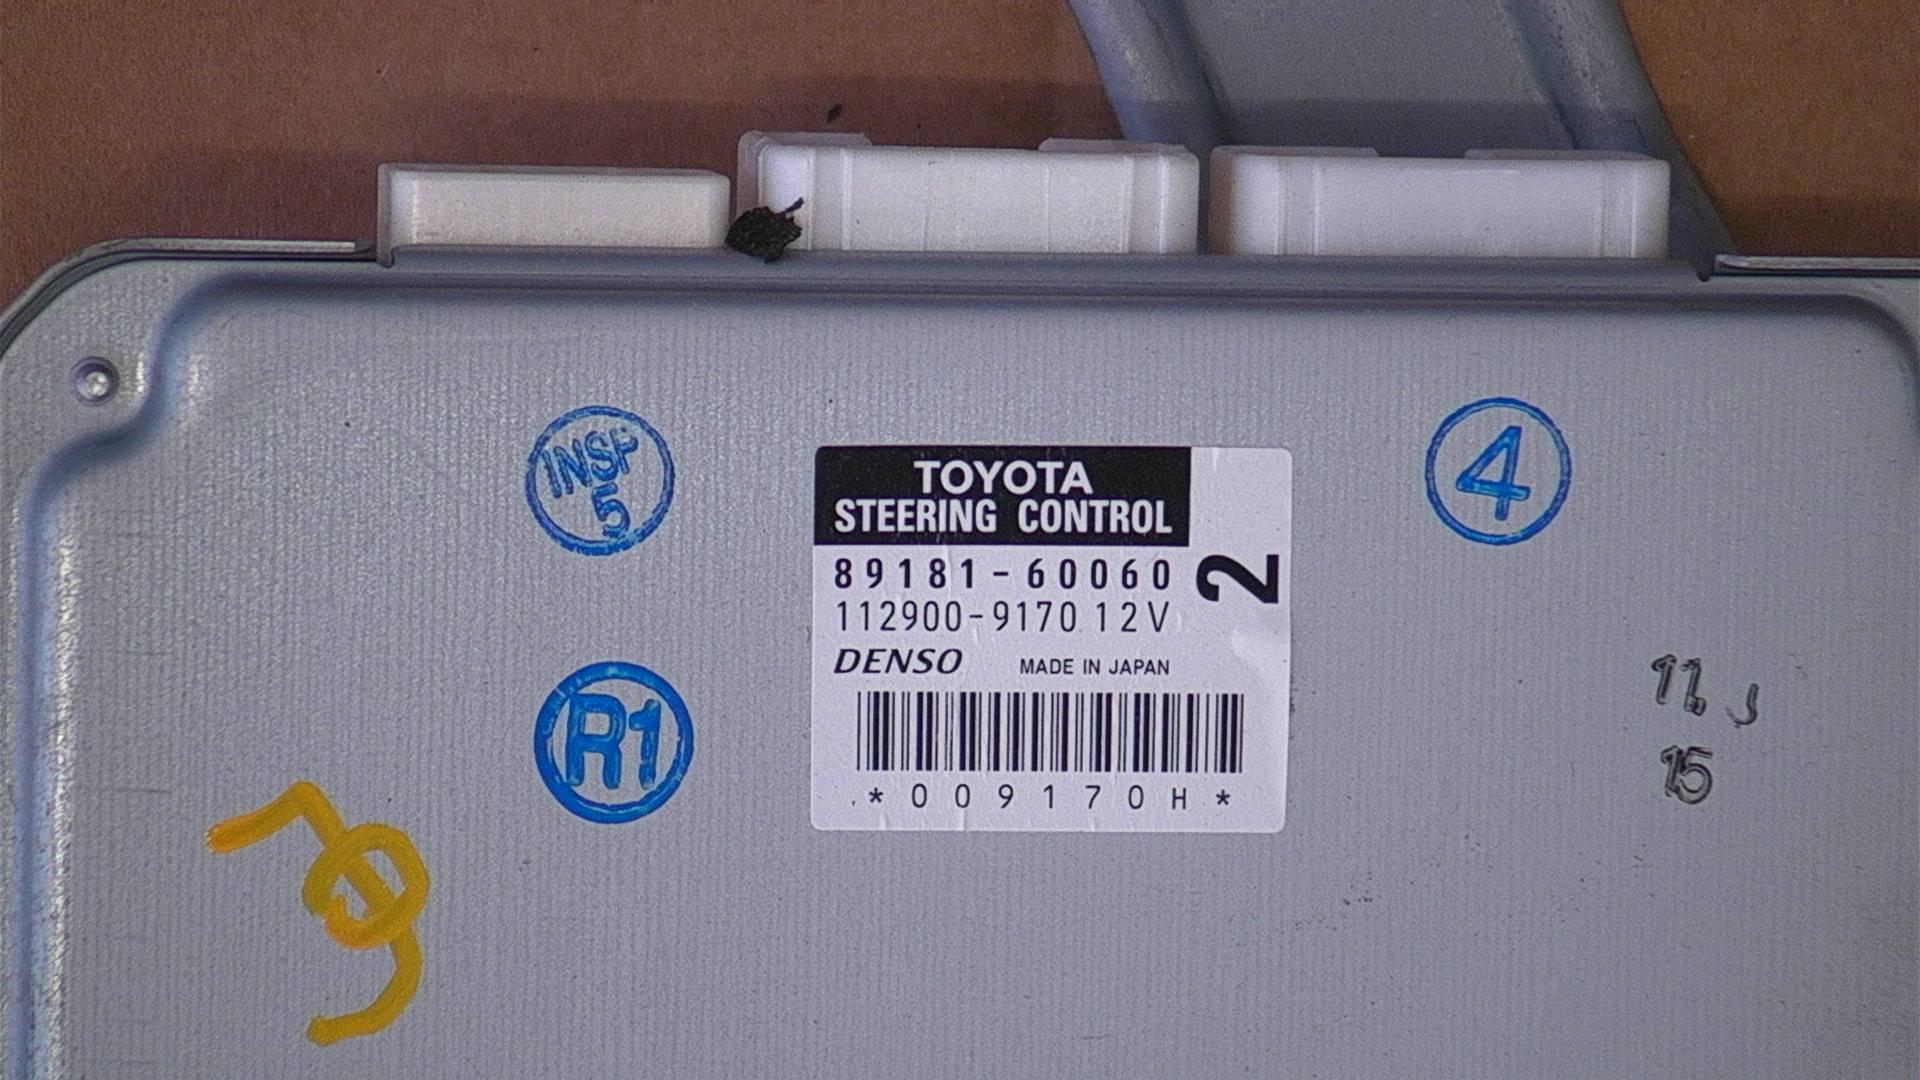 INSP
5
4
TOYOTA
STEERING CONTROL
2
89181-60060
112900-9170 12V
DENSO MADE IN JAPAN
R1
*009170H*
11 J
15